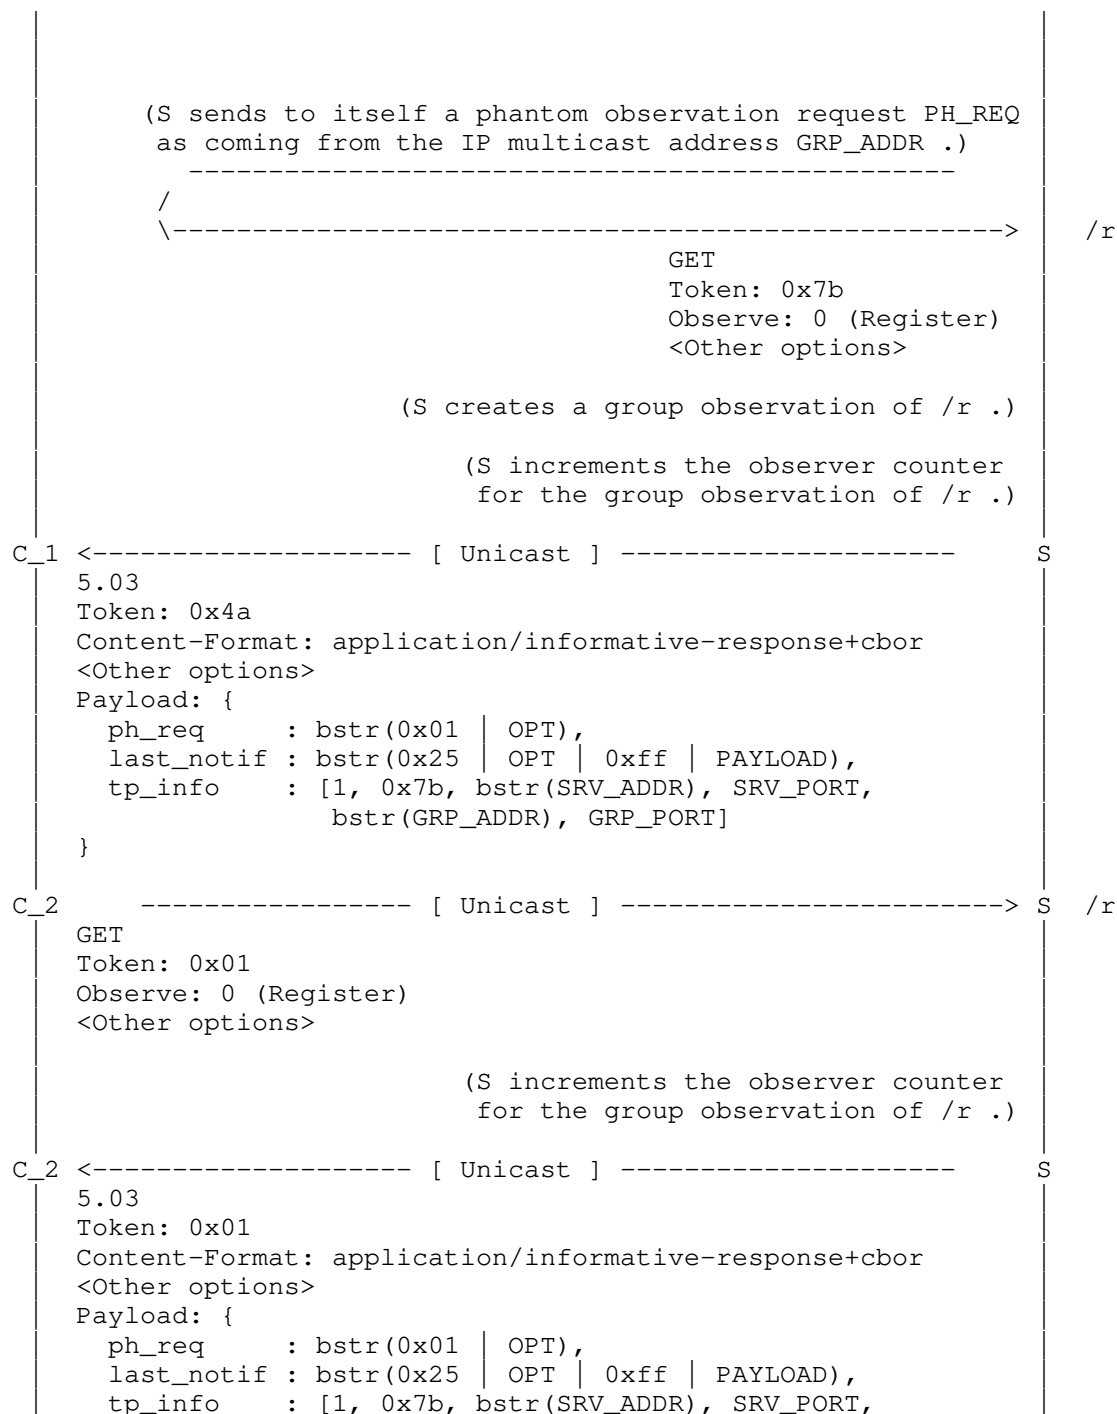 (S sends to itself a phantom observation request PH_REQ
as coming from the IP multicast address GRP_ADDR .)
------------------------------------------------
/
\----------------------------------------------------> /r
GET
Token: 0x7b
Observe: 0 (Register)
<Other options>
(S creates a group observation of /r .)
(S increments the observer counter
for the group observation of /r .)
C_1 <-------------------- [ Unicast ] --------------------- S
5.03
Token: 0x4a
Content-Format: application/informative-response+cbor
<Other options>
Payload: {
ph_req : bstr(0x01 | OPT),
last_notif : bstr(0x25 | OPT | 0xff | PAYLOAD),
tp_info : [1, 0x7b, bstr(SRV_ADDR), SRV_PORT,
bstr(GRP_ADDR), GRP_PORT]
}
C_2 ----------------- [ Unicast ] ------------------------> S /r
GET
Token: 0x01
Observe: 0 (Register)
<Other options>
(S increments the observer counter
for the group observation of /r .)
C_2 <-------------------- [ Unicast ] --------------------- S
5.03
Token: 0x01
Content-Format: application/informative-response+cbor
<Other options>
Payload: {
ph_req : bstr(0x01 | OPT),
last_notif : bstr(0x25 | OPT | 0xff | PAYLOAD),
tp_info : [1, 0x7b, bstr(SRV_ADDR), SRV_PORT,